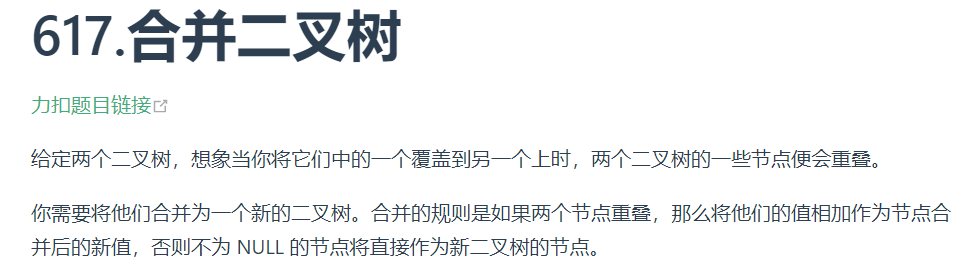 617.合并二叉树
力扣题目链接
给定两个二叉树，想象当你将它们中的一个覆盖到另一个上时，两个二叉树的一些节点便会重叠。
你需要将他们合并为一个新的二叉树。合并的规则是如果两个节点重叠，那么将他们的值相加作为节点合
并后的新值，否则不为 NULL 的节点将直接作为新二叉树的节点。